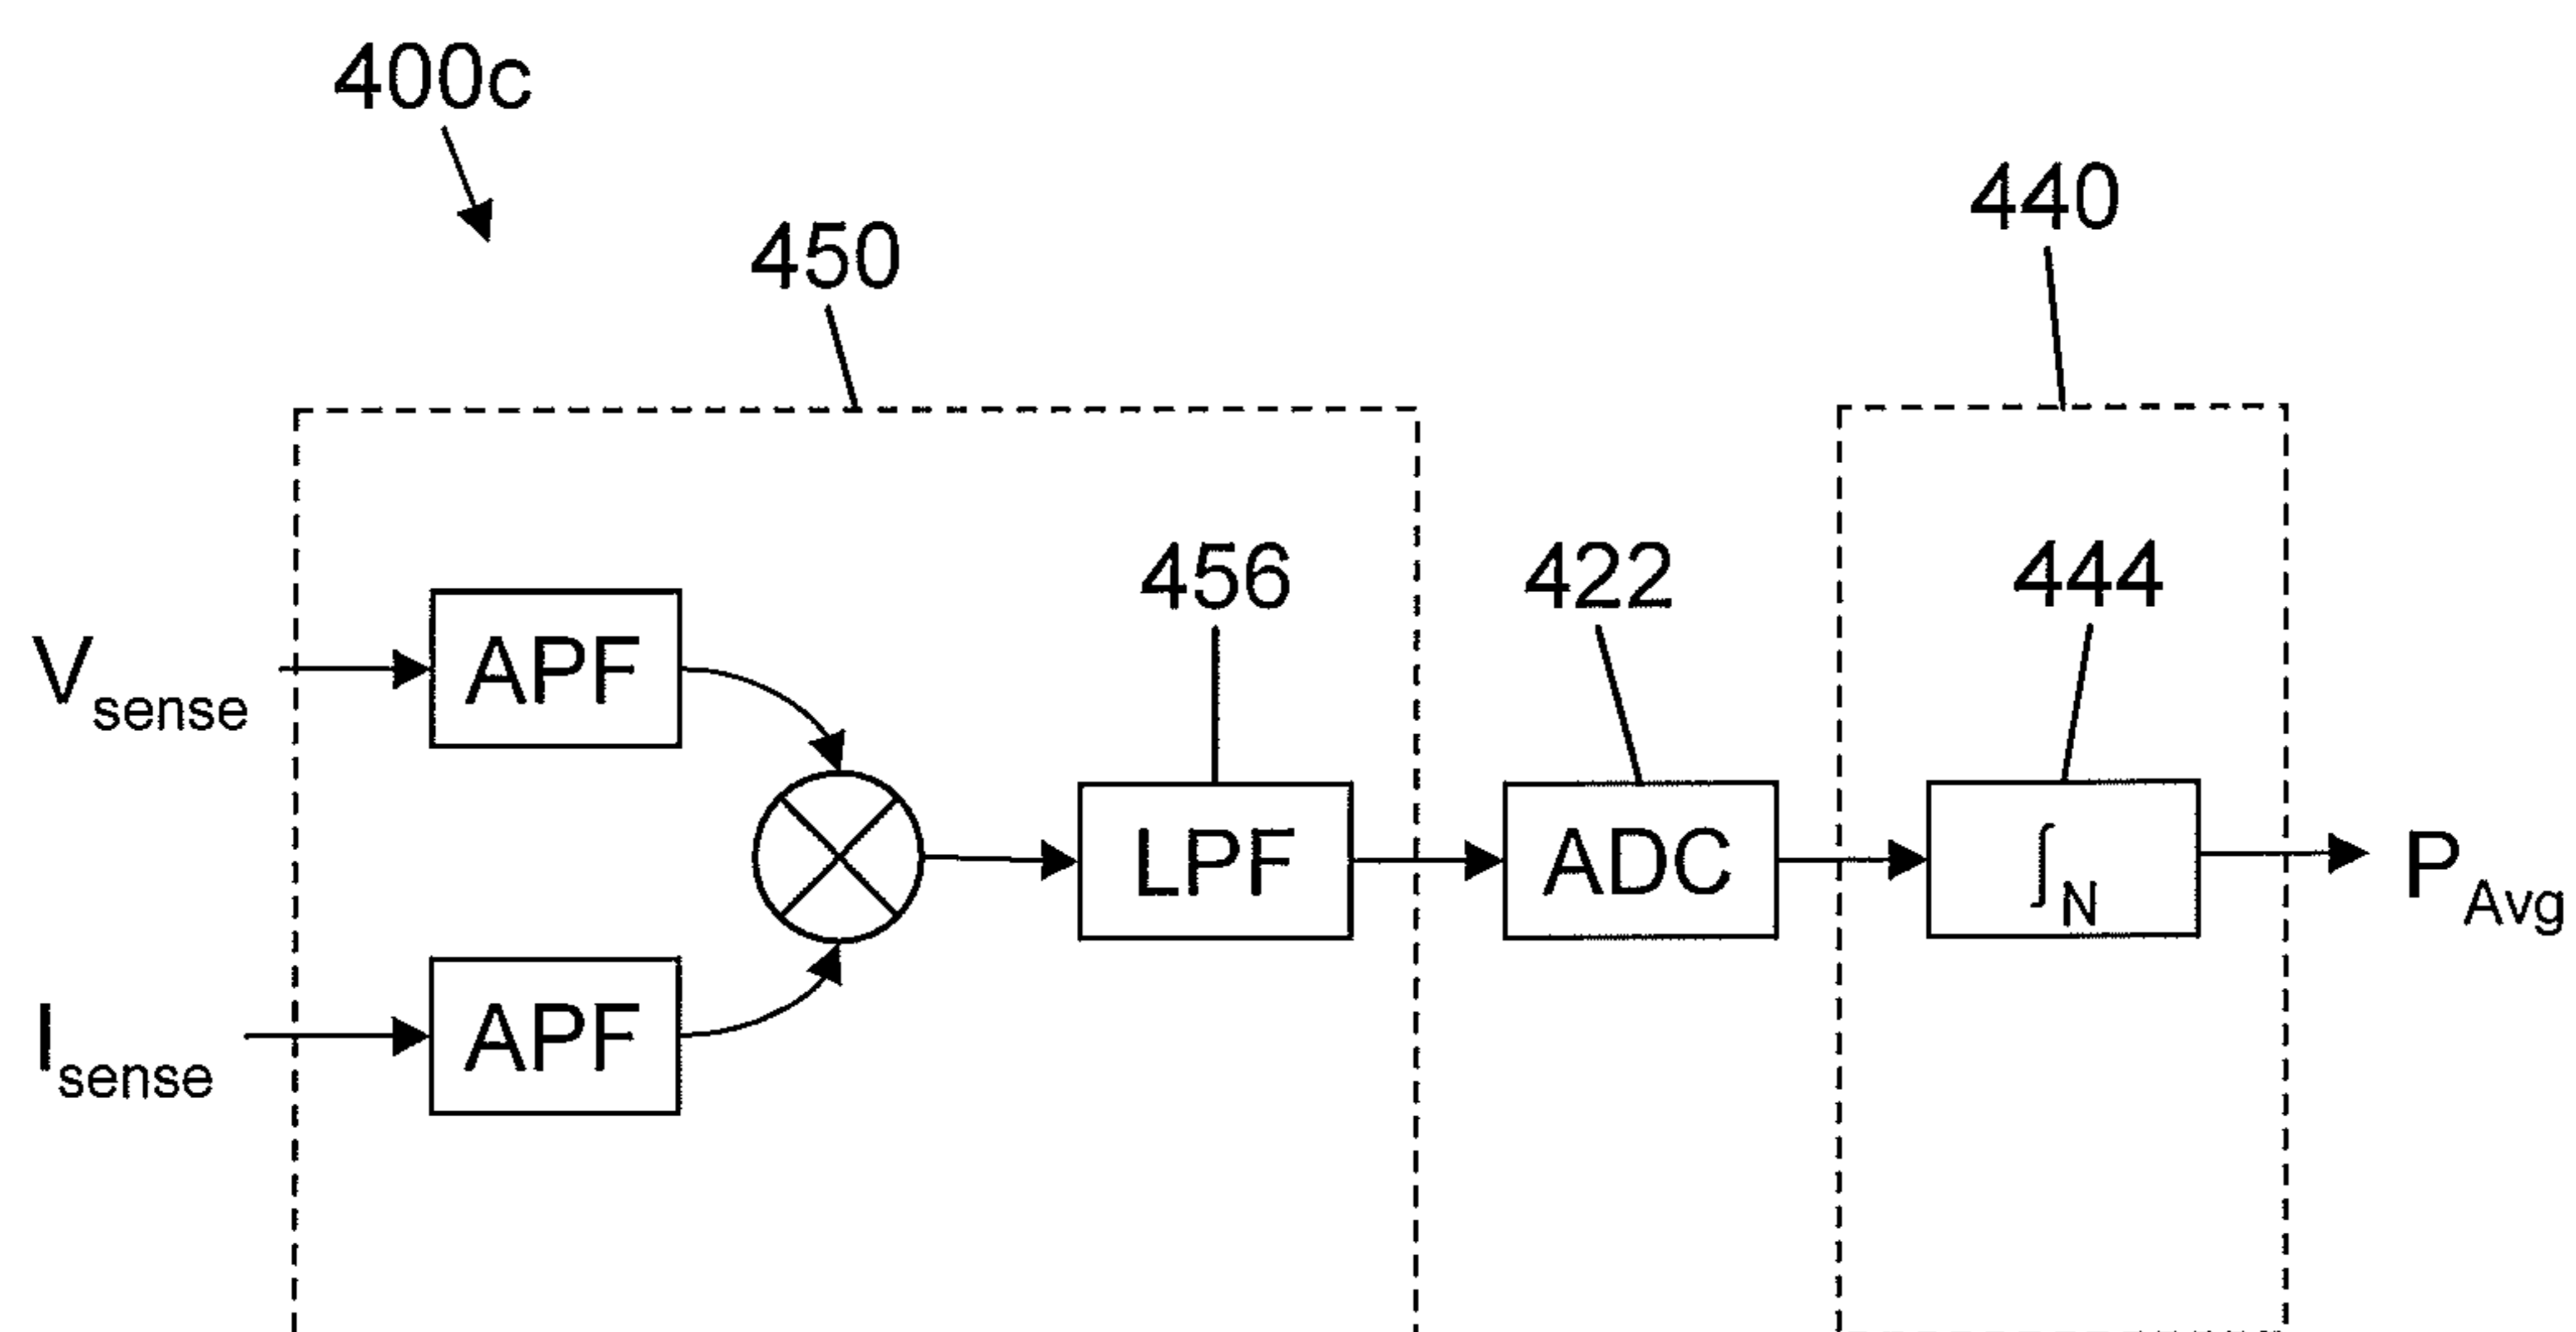 400c
450
440
456
422
444
Vsense
APF
LPF
ADC
∫N
PAvg
Isense
APF